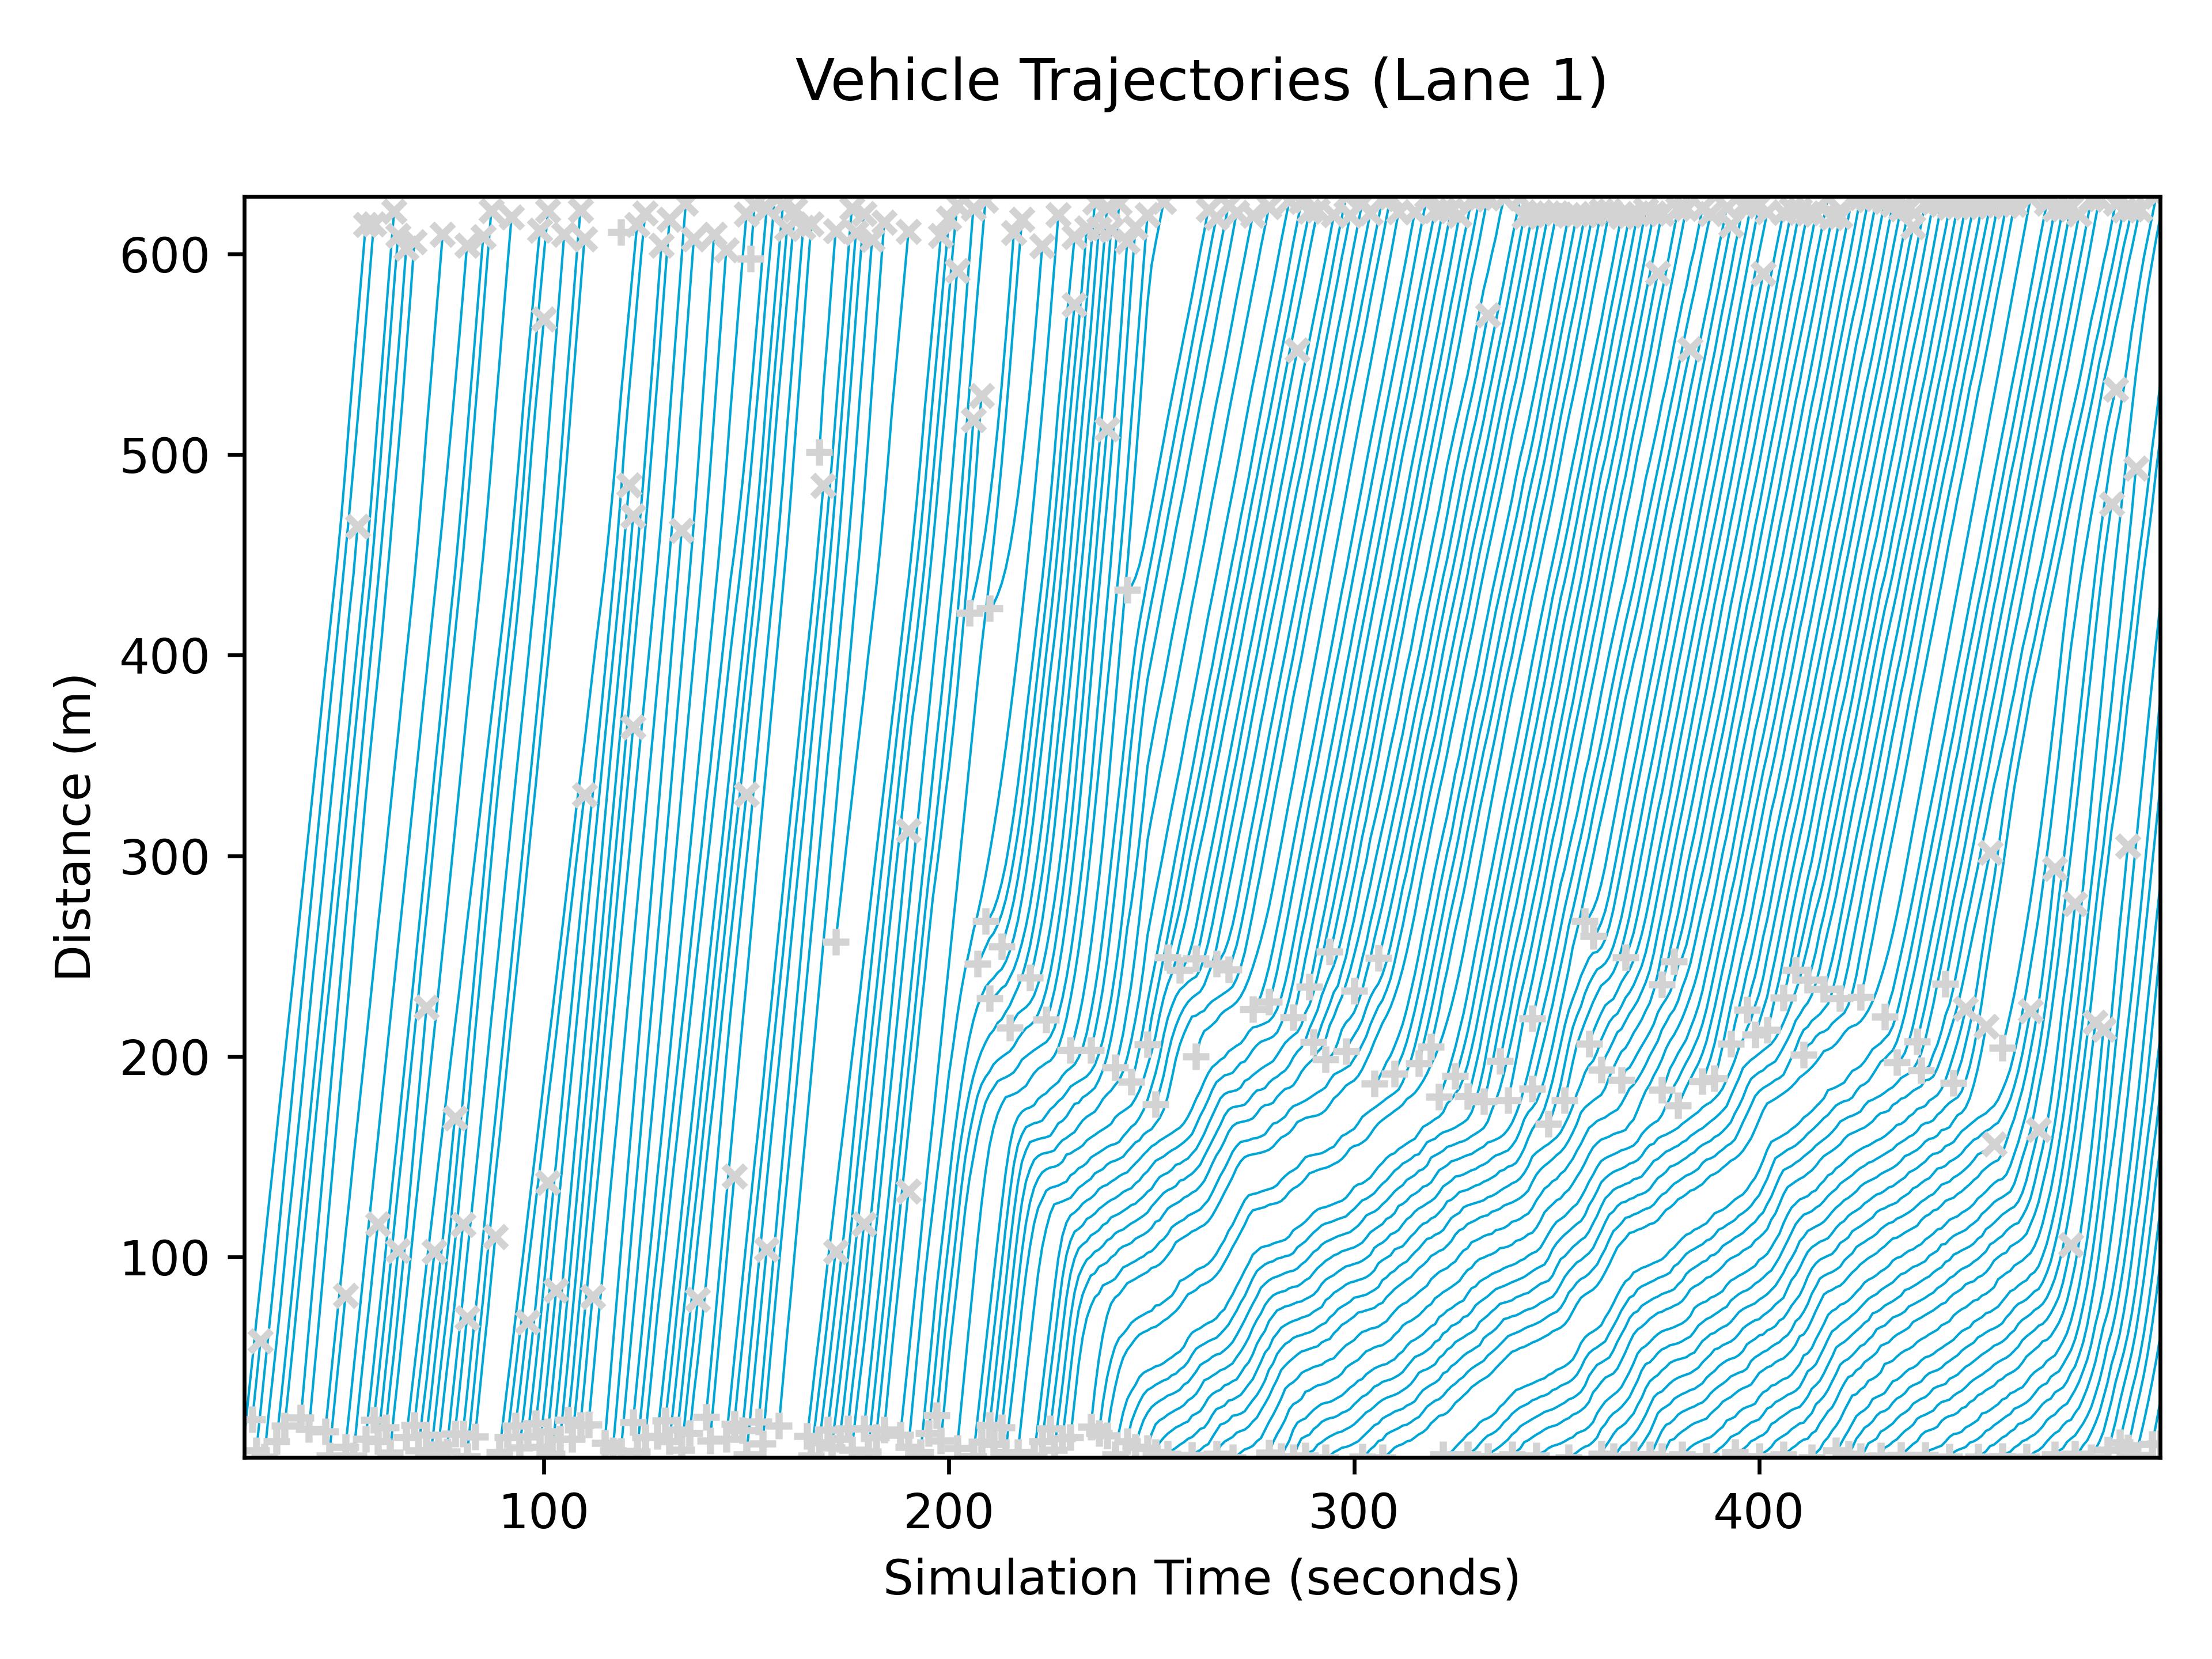 Vehicle Trajectories (Lane 1)
600
500
400
300
200
100
Distance (m)
100 200 300 400
Simulation Time (seconds)